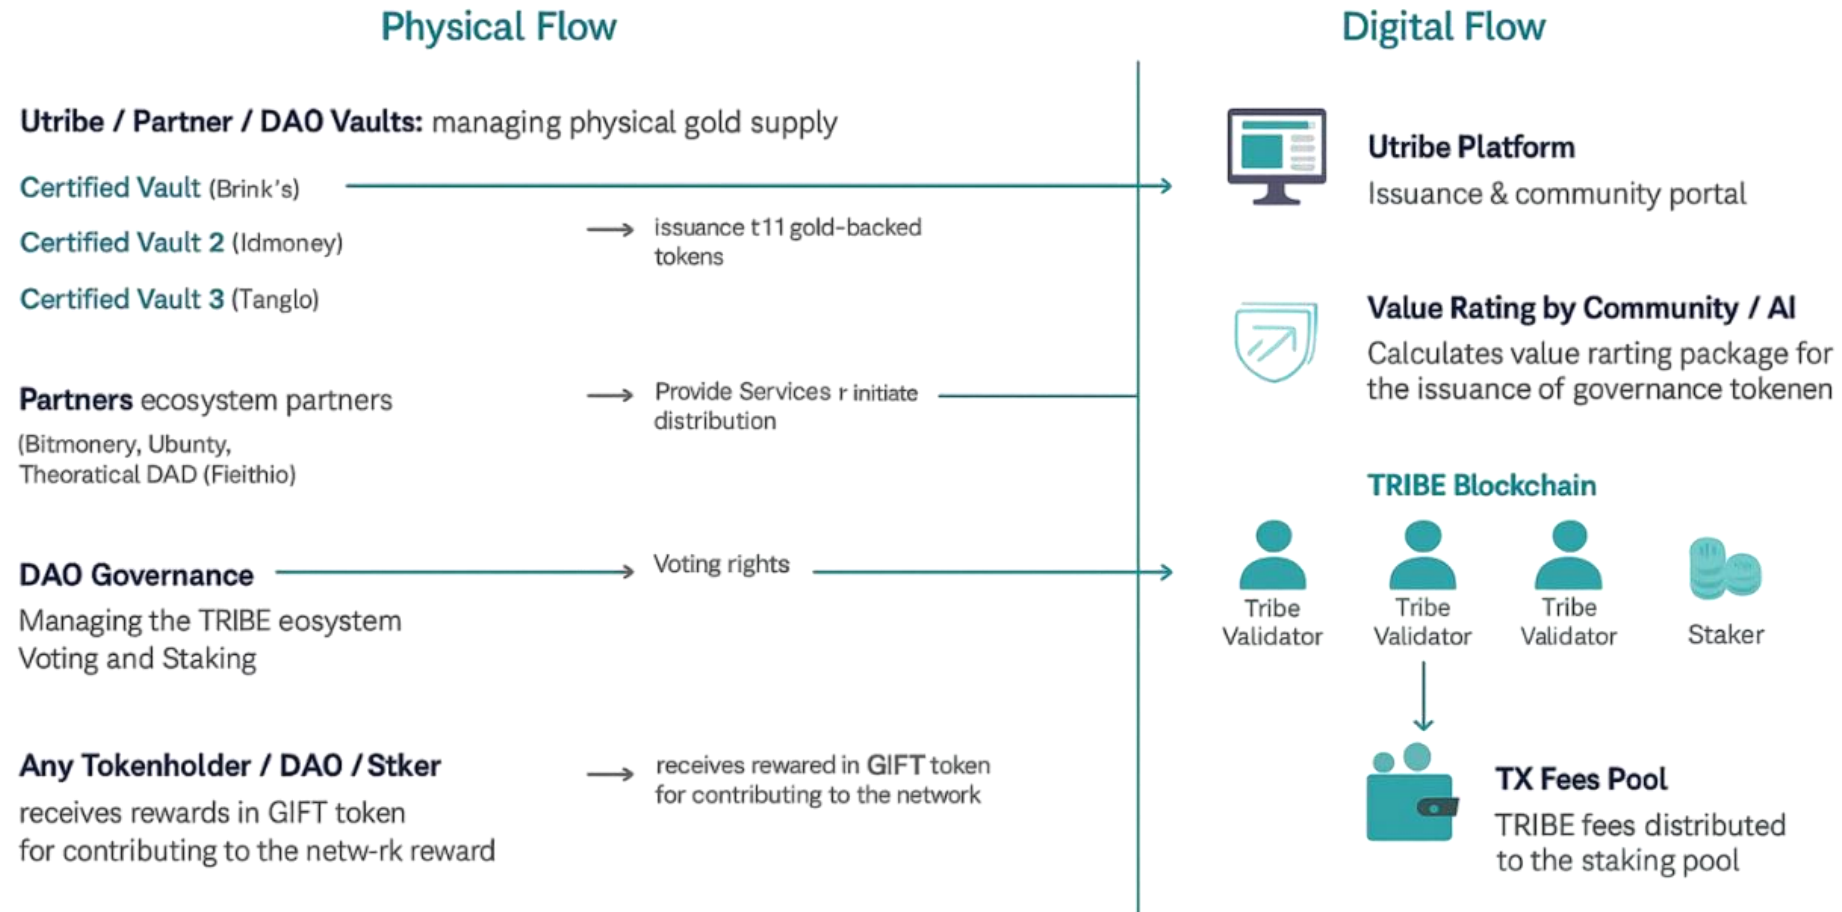 Physical Flow
Utribe / Partner / DAO Vaults: managing physical gold supply
Certified Vault (Brink's)
Certified Vault 2 (Idmoney)
issuance t11 gold-backed
tokens
Certified Vault 3 (Tanglo)
Partners ecosystem partners
(Bitmonery, Ubunty,
Theoratical DAD (Fieithio)
Provide Services r initiate
distribution
DAO Governance
Voting rights
Managing the TRIBE eosystem
Voting and Staking
Any Tokenholder / DAO / Stker
receives rewards in GIFT token
for contributing to the netw-rk reward
receives rewared in GIFT token
for contributing to the network
Digital Flow
Utribe Platform
Issuance & community portal
Value Rating by Community / AI
Calculates value rarting package for
the issuance of governance tokenen
TRIBE Blockchain
Tribe
Validator
Tribe
Validator
Tribe
Validator
Staker
TX Fees Pool
TRIBE fees distributed
to the staking pool